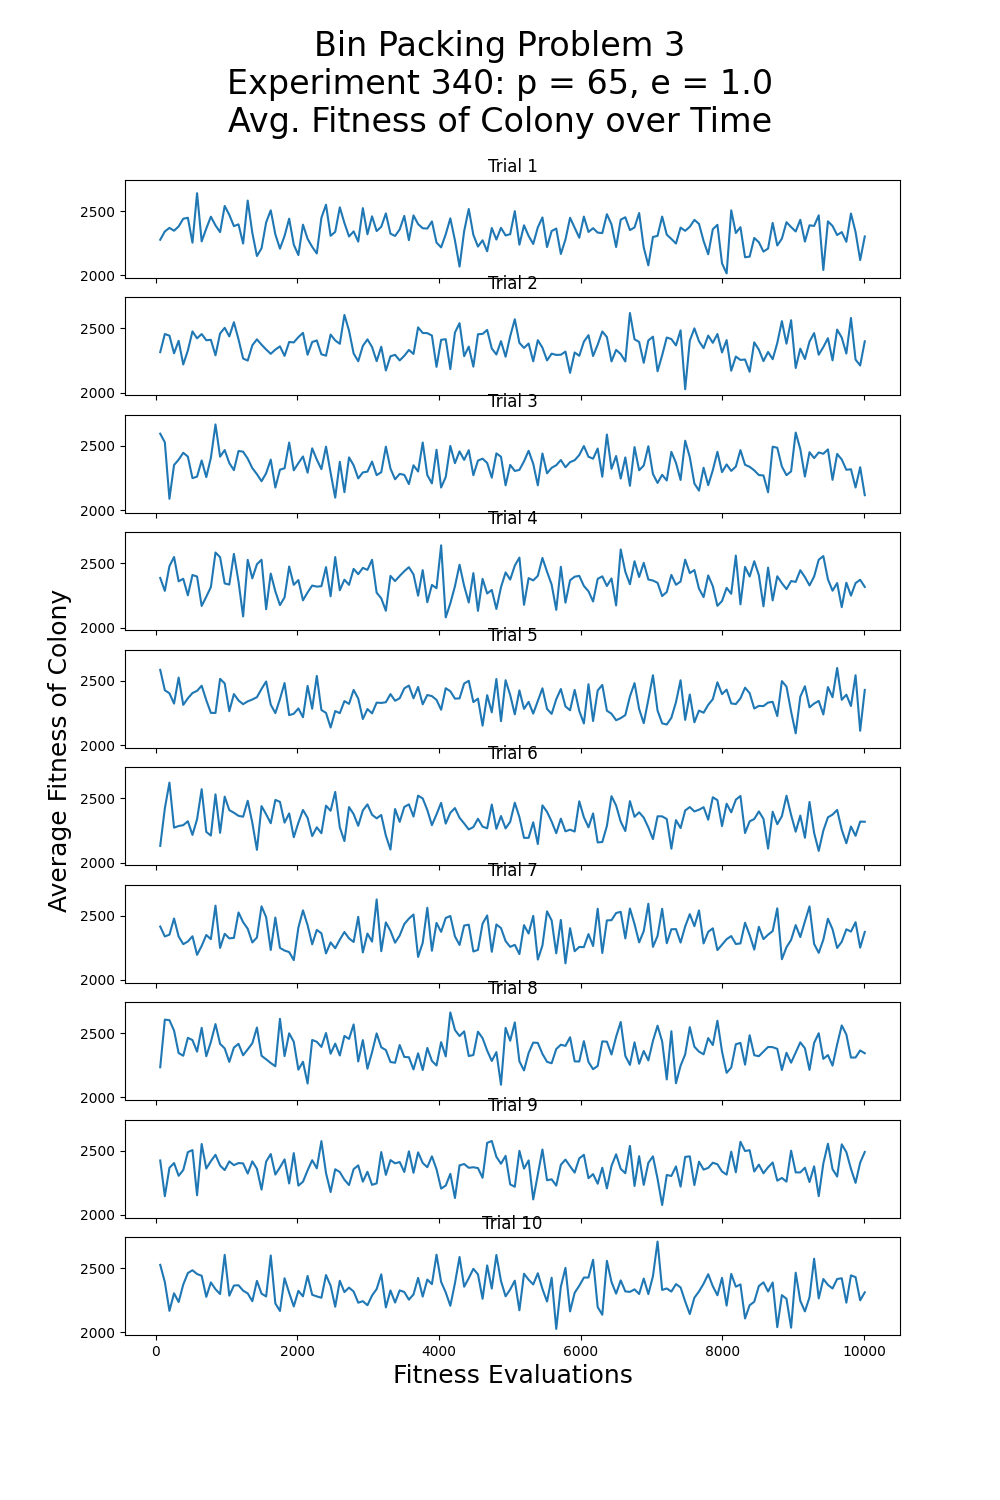 Bin Packing Problem 3
Experiment 340: p = 65, e = 1.0
Avg. Fitness of Colony over Time
Trial 1
2500
2000
Trial 2
2500
2000
Trial 3
2500
2000
Trial 4
2500
2000
Trial 5
2500
2000
Trial 6
2500
2000
Trial 7
2500
2000
Trial 8
2500
2000
Trial 9
2500
2000
Trial 10
2500
2000
0 2000 4000 6000 8000 10000
Fitness Evaluations
Average Fitness of Colony